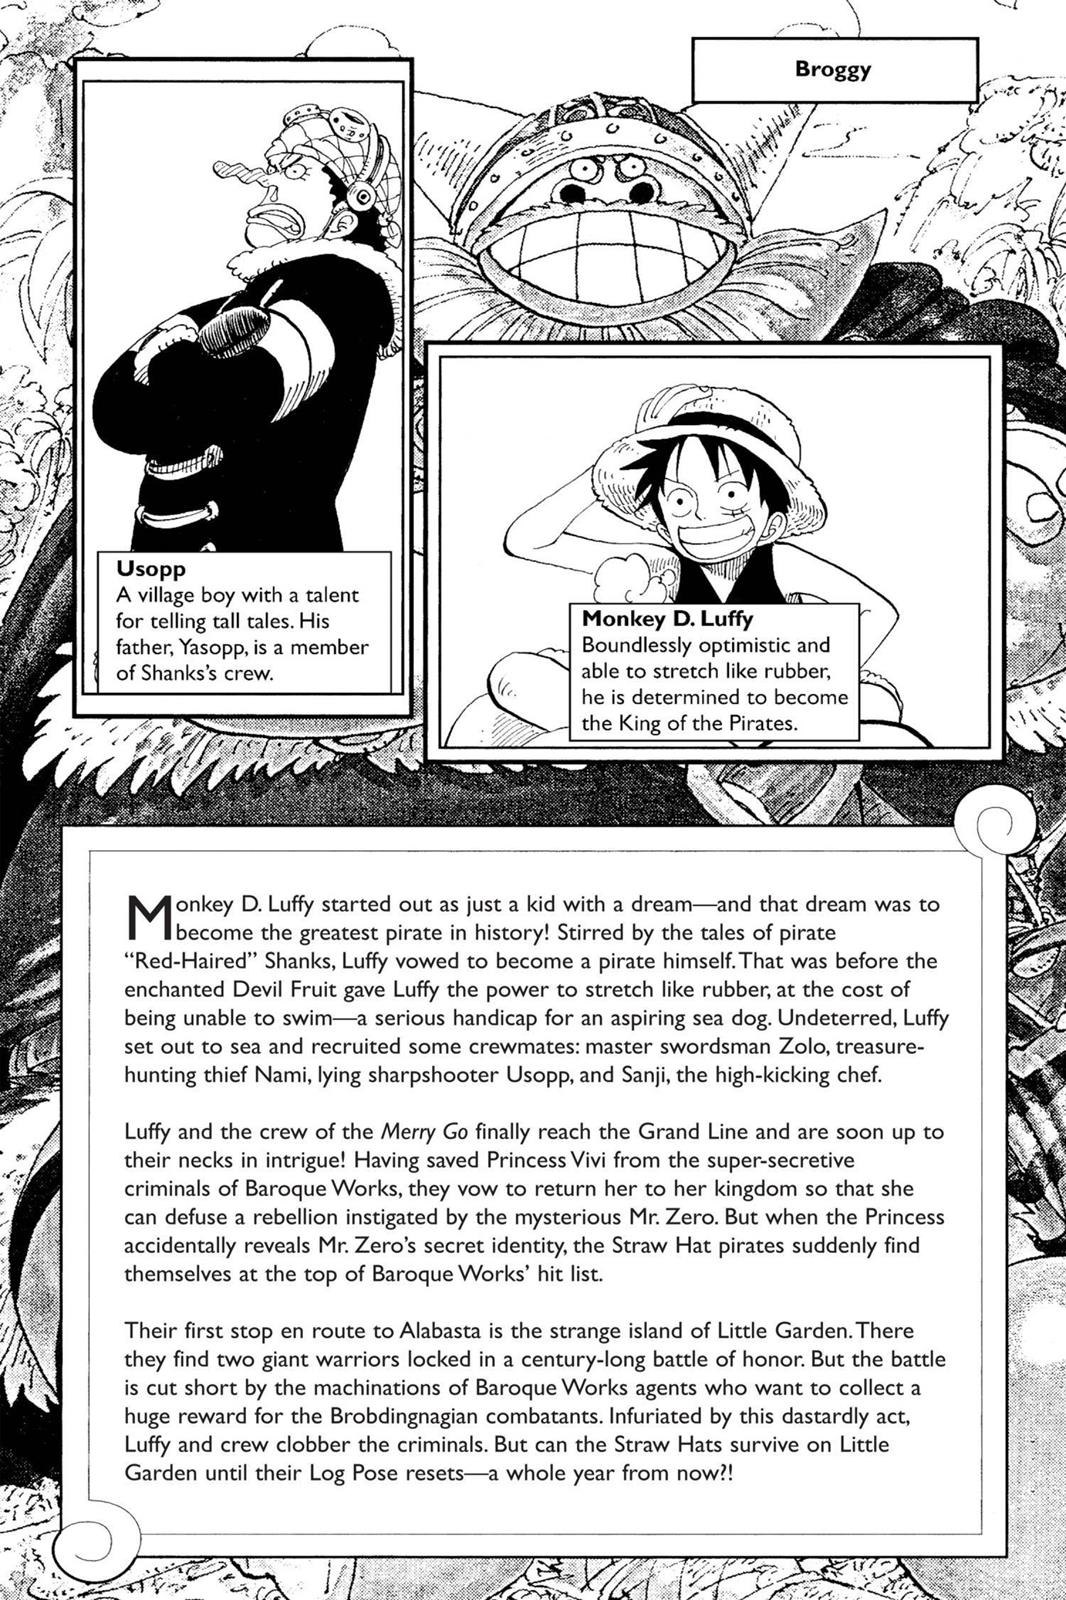 Broggy
Usopp
A village boy with a talent
for telling tall tales. His
father, Yasopp, is a member
of Shanks's crew.
Monkey D. Luffy
Boundlessly optimistic and
able to stretch like rubber,
he is determined to become
the King of the Pirates.
Monkey D. Luffy started out as just a kid with a dream—and that dream was to
become the greatest pirate in history! Stirred by the tales of pirate
“Red-Haired” Shanks, Luffy vowed to become a pirate himself. That was before the
enchanted Devil Fruit gave Luffy the power to stretch like rubber, at the cost of
being unable to swim—a serious handicap for an aspiring sea dog. Undeterred, Luffy
set out to sea and recruited some crewmates: master swordsman Zolo, treasure-
hunting thief Nami, lying sharpshooter Usopp, and Sanji, the high-kicking chef.
Luffy and the crew of the Merry Go finally reach the Grand Line and are soon up to
their necks in intrigue! Having saved Princess Vivi from the super-secretive
criminals of Baroque Works, they vow to return her to her kingdom so that she
can defuse a rebellion instigated by the mysterious Mr. Zero. But when the Princess
accidentally reveals Mr. Zero's secret identity, the Straw Hat pirates suddenly find
themselves at the top of Baroque Works' hit list.
Their first stop en route to Alabasta is the strange island of Little Garden. There
they find two giant warriors locked in a century-long battle of honor. But the battle
is cut short by the machinations of Baroque Works agents who want to collect a
huge reward for the Brobdingnagian combatants. Infuriated by this dastardly act,
Luffy and crew clobber the criminals. But can the Straw Hats survive on Little
Garden until their Log Pose resets—a whole year from now?!